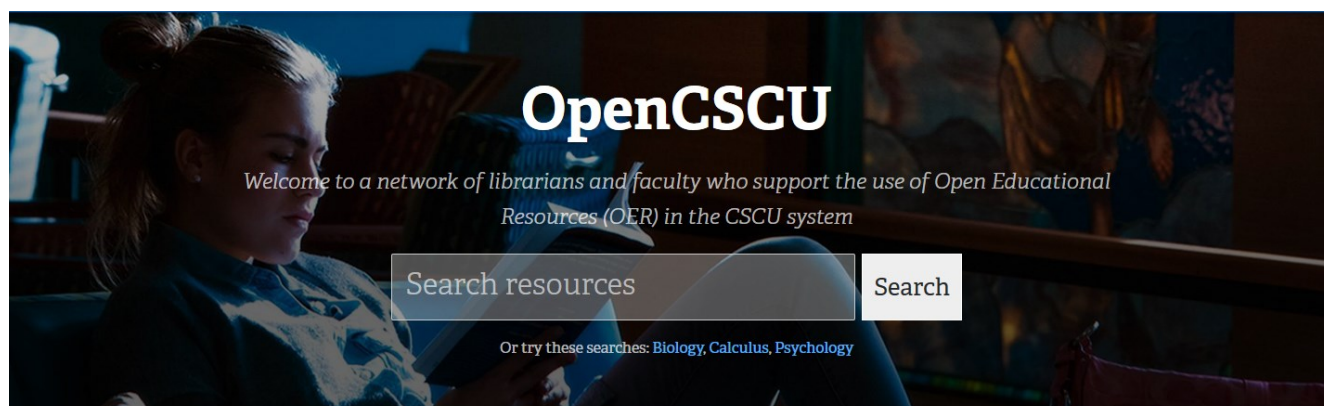 OpenCSCU
Welcome to a network of librarians and faculty who support the use of Open Educational
Resources (OER) in the CSCU system
Search resources
Search
Or try these searches: Biology, Calculus, Psychology